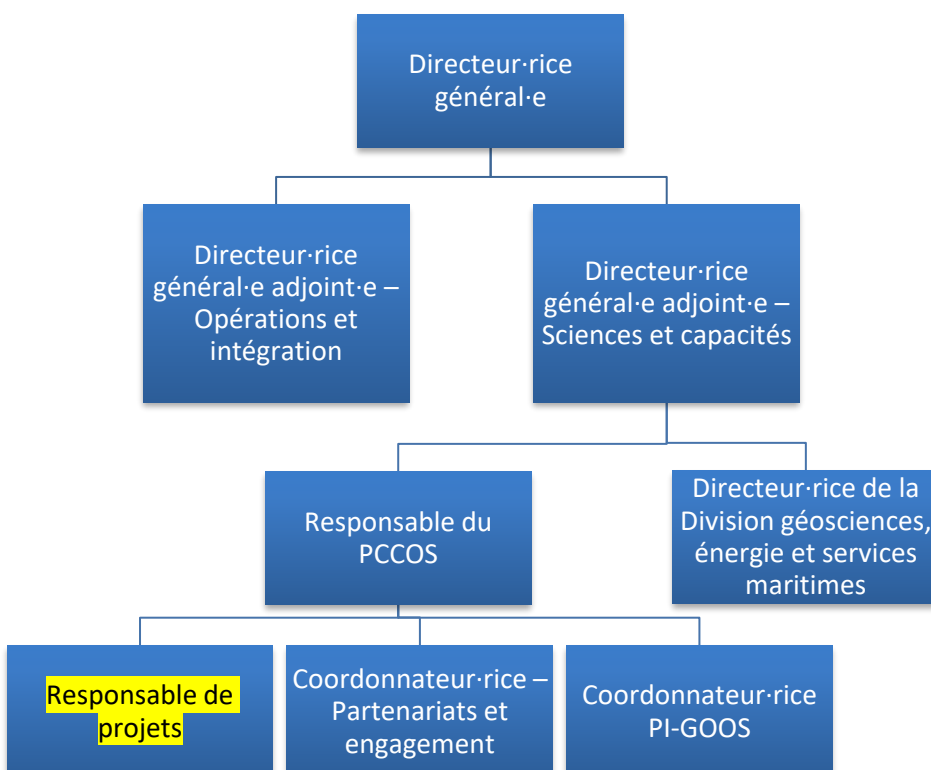 Directeur·rice
général·e
Directeur·rice
général·e adjoint·e –
Opérations et
intégration
Directeur·rice
général·e adjoint·e –
Sciences et capacités
Responsable du
PCCOS
Directeur·rice de la
Division géosciences,
énergie et services
maritimes
Responsable de
projets
Coordonnateur·rice –
Partenariats et
engagement
Coordonnateur·rice
PI-GOOS